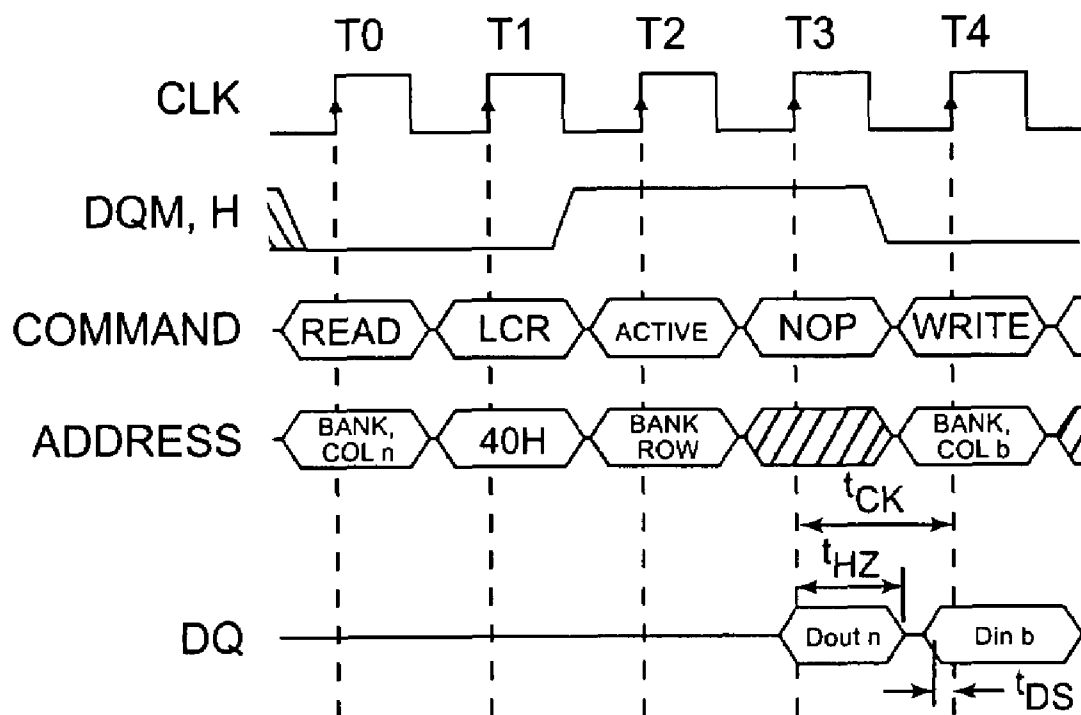 T0 T1 T2 T3 T4
CLK
DQM, H
COMMAND READ LCR ACTIVE NOP WRITE
ADDRESS BANK, COL n 40H BANK ROW BANK, COL b
tCK
tHZ
DQ Dout n Din b
tDS